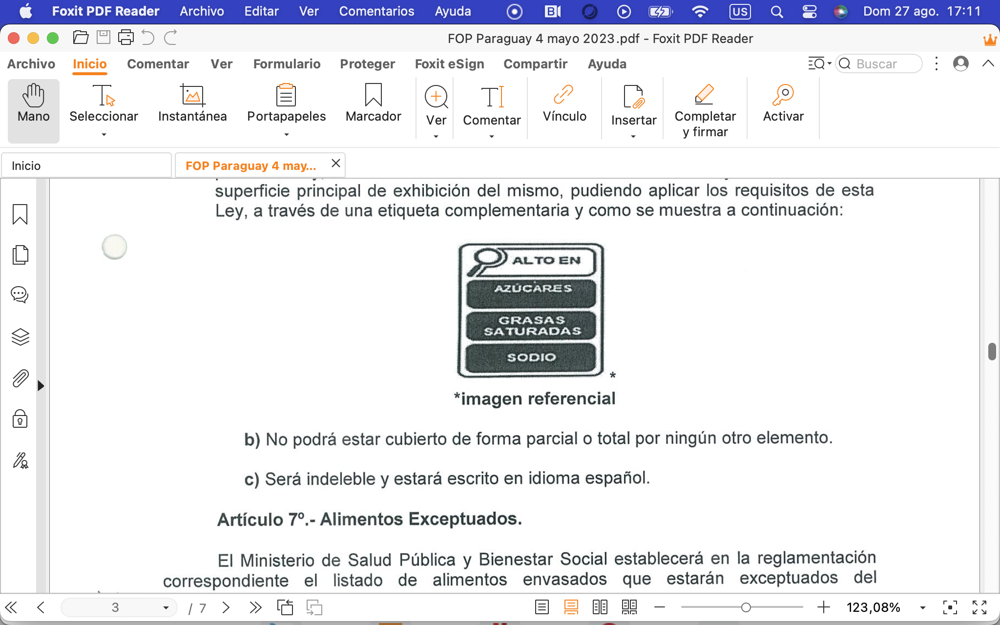 Foxit PDF Reader Archivo Editar Ver Comentarios Ayuda US Dom 27 ago. 17:11
FOP Paraguay 4 mayo 2023.pdf - Foxit PDF Reader
Archivo Inicio Comentar Ver Formulario Proteger Foxit eSign Compartir Ayuda Buscar
Mano Seleccionar Instantánea Portapapeles Marcador Ver Comentar Vínculo Insertar Completar y firmar Activar
Inicio FOP Paraguay 4 may...
superficie principal de exhibición del mismo, pudiendo aplicar los requisitos de esta
Ley, a través de una etiqueta complementaria y como se muestra a continuación:
ALTO EN
AZÚCARES
GRASAS
SATURADAS
SODIO
*
*imagen referencial
b) No podrá estar cubierto de forma parcial o total por ningún otro elemento.
c) Será indeleble y estará escrito en idioma español.
Artículo 7º.- Alimentos Exceptuados.
El Ministerio de Salud Pública y Bienestar Social establecerá en la reglamentación
correspondiente el listado de alimentos envasados que estarán exceptuados del
3 / 7 123,08%